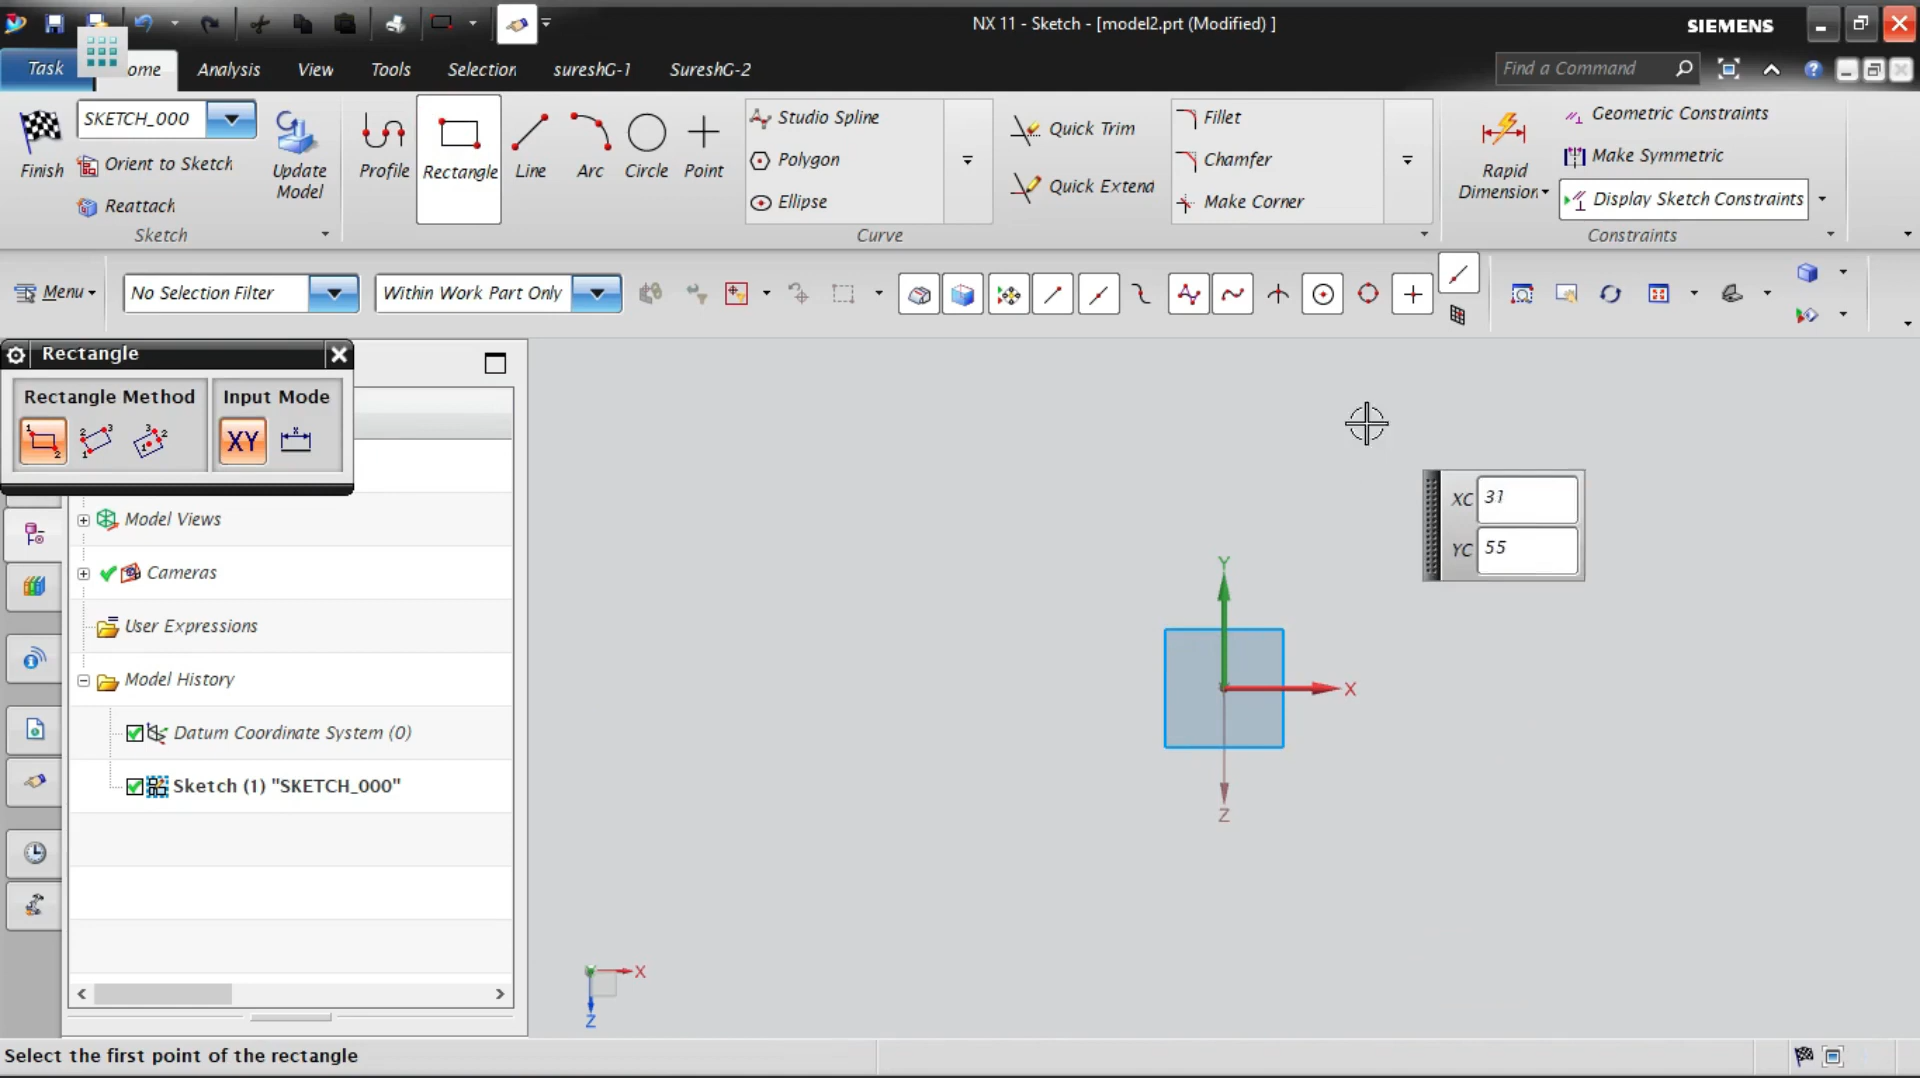 NX 11 - Sketch - [model2.prt (Modified) ]
SIEMENS
Task
ome
Analysis
View
Tools
Selection
sureshG-1
SureshG-2
Find a Command
Finish
SKETCH_000
Orient to Sketch
Reattach
Update Model
Sketch
Profile
Rectangle
Line
Arc
Circle
Point
Studio Spline
Polygon
Ellipse
Quick Trim
Quick Extend
Fillet
Chamfer
Make Corner
Curve
Rapid Dimension
Geometric Constraints
Make Symmetric
Display Sketch Constraints
Constraints
Menu
No Selection Filter
Within Work Part Only
Rectangle
Rectangle Method
Input Mode
XY
Model Views
Cameras
User Expressions
Model History
Datum Coordinate System (0)
Sketch (1) "SKETCH_000"
XC 31
YC 55
Y
X
Z
X
Z
Select the first point of the rectangle